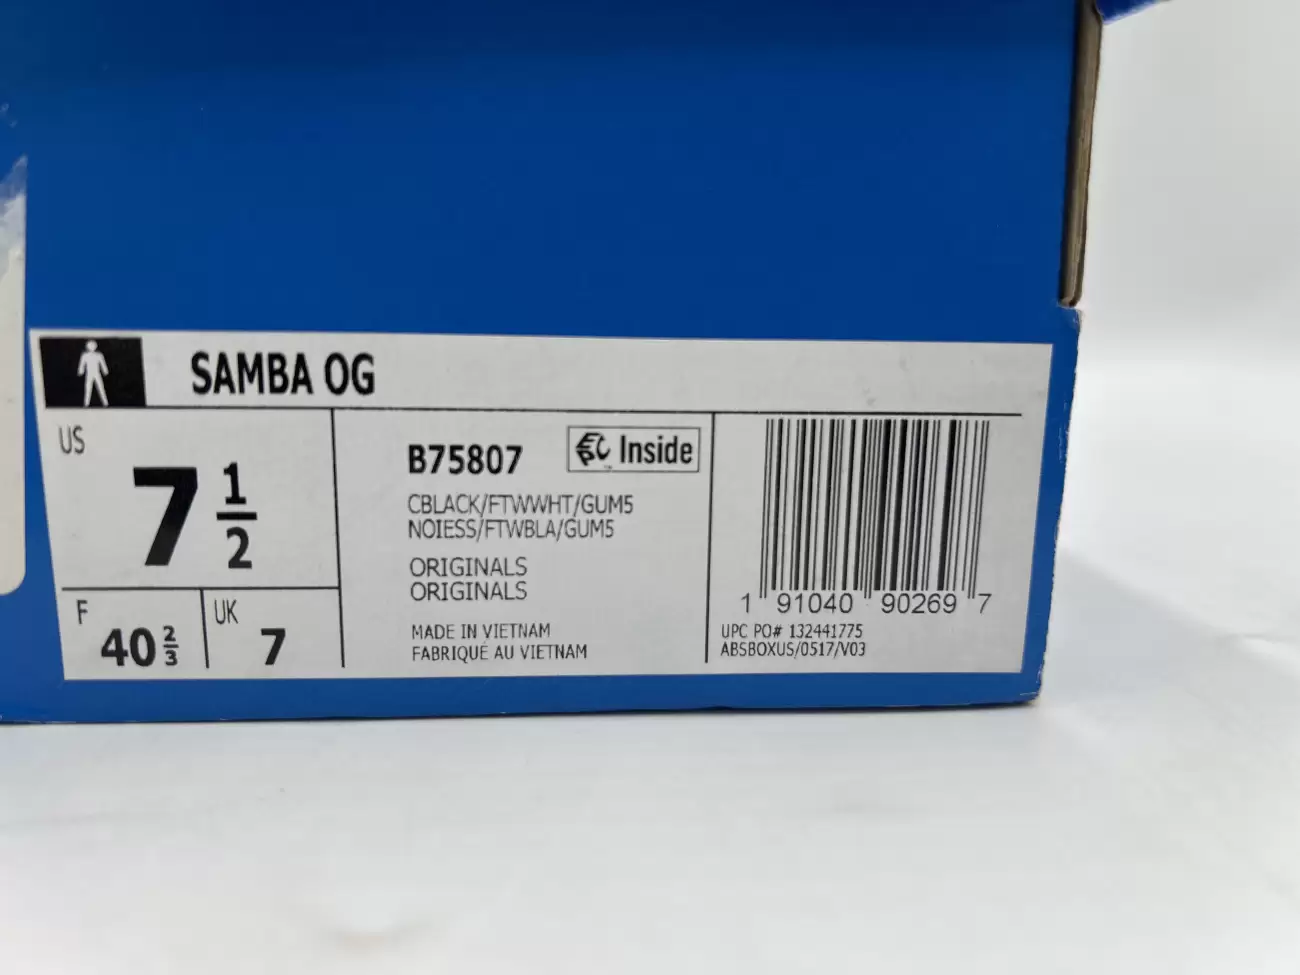 SAMBA OG
US
7 1/2
F
40 2/3
UK
7
B75807
Inside
CBLACK/FTWWHT/GUM5
NOIESS/FTWBLA/GUM5
ORIGINALS
ORIGINALS
MADE IN VIETNAM
FABRIQUÉ AU VIETNAM
1 91040 90269 7
UPC PO# 132441775
ABSBOXUS/0517/V03